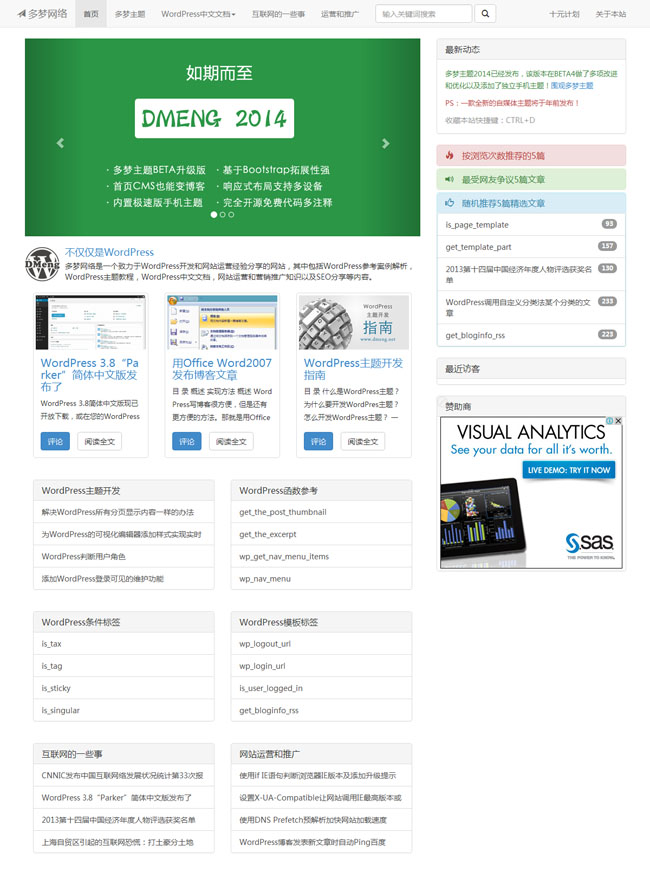 多梦网络 首页 多梦主题 WordPress中文文档 互联网的一些事 运营和推广 输入关键词搜索 十元计划 关于本站
如期而至
DMENG 2014
· 多梦主题BETA升级版 · 基于Bootstrap拓展性强
· 首页CMS也能变博客 · 响应式布局支持多设备
· 内置极速版手机主题 · 完全开源免费代码多注释
DMeng
不仅仅是WordPress
多梦网络是一个致力于WordPress开发和网站运营经验分享的网站，其中包括WordPress参考案例解析，
WordPress主题教程，WordPress中文文档，网站运营和营销推广知识以及SEO分享等内容。
WordPress 3.8“Pa
rker”简体中文版发
布了
WordPress 3.8简体中文版现已
开放下载，或在您的WordPress
评论 阅读全文
用Office Word2007
发布博客文章
目 录 概述 实现方法 概述 Word
Press写博客很方便，但是还有
更方便的方法。那就是用Office
评论 阅读全文
WordPress
主题开发
指南
www.dmeng.net
WordPress主题开发
指南
目 录 什么是WordPress主题？
为什么要开发WordPres主题？
怎么开发WordPress主题？ 一
评论 阅读全文
WordPress主题开发
解决WordPress所有分页显示内容一样的办法
为WordPress的可视化编辑器添加样式实现实时
WordPress判断用户角色
添加WordPress登录可见的维护功能
WordPress函数参考
get_the_post_thumbnail
get_the_excerpt
wp_get_nav_menu_items
wp_nav_menu
WordPress条件标签
is_tax
is_tag
is_sticky
is_singular
WordPress模板标签
wp_logout_url
wp_login_url
is_user_logged_in
get_bloginfo_rss
互联网的一些事
CNNIC发布中国互联网络发展状况统计第33次报
WordPress 3.8“Parker”简体中文版发布了
2013第十四届中国经济年度人物评选获奖名单
上海自贸区引起的互联网恐慌：打土豪分土地
网站运营和推广
使用if IE语句判断浏览器IE版本及添加升级提示
设置X-UA-Compatible让网站调用IE最高版本或
使用DNS Prefetch预解析加快网站加载速度
WordPress博客发表新文章时自动Ping百度
最新动态
多梦主题2014已经发布，该版本在BETA4做了多项改进
和优化以及添加了独立手机主题！围观多梦主题
PS：一款全新的自媒体主题将于年前发布！
收藏本站快捷键：CTRL+D
按浏览次数推荐的5篇
最受网友争议5篇文章
随机推荐5篇精选文章
is_page_template 93
get_template_part 157
2013第十四届中国经济年度人物评选获奖名 130
单
WordPress调用自定义分类法某个分类的文 233
章
get_bloginfo_rss 223
最近访客
赞助商
VISUAL ANALYTICS
See your data for all it's worth.
LIVE DEMO: TRY IT NOW
sas
THE POWER TO KNOW.